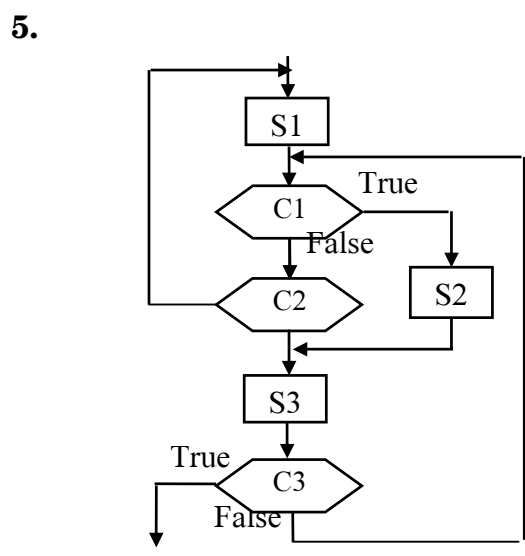 5.
S1
True
C1
False
C2
S2
S3
True
C3
False